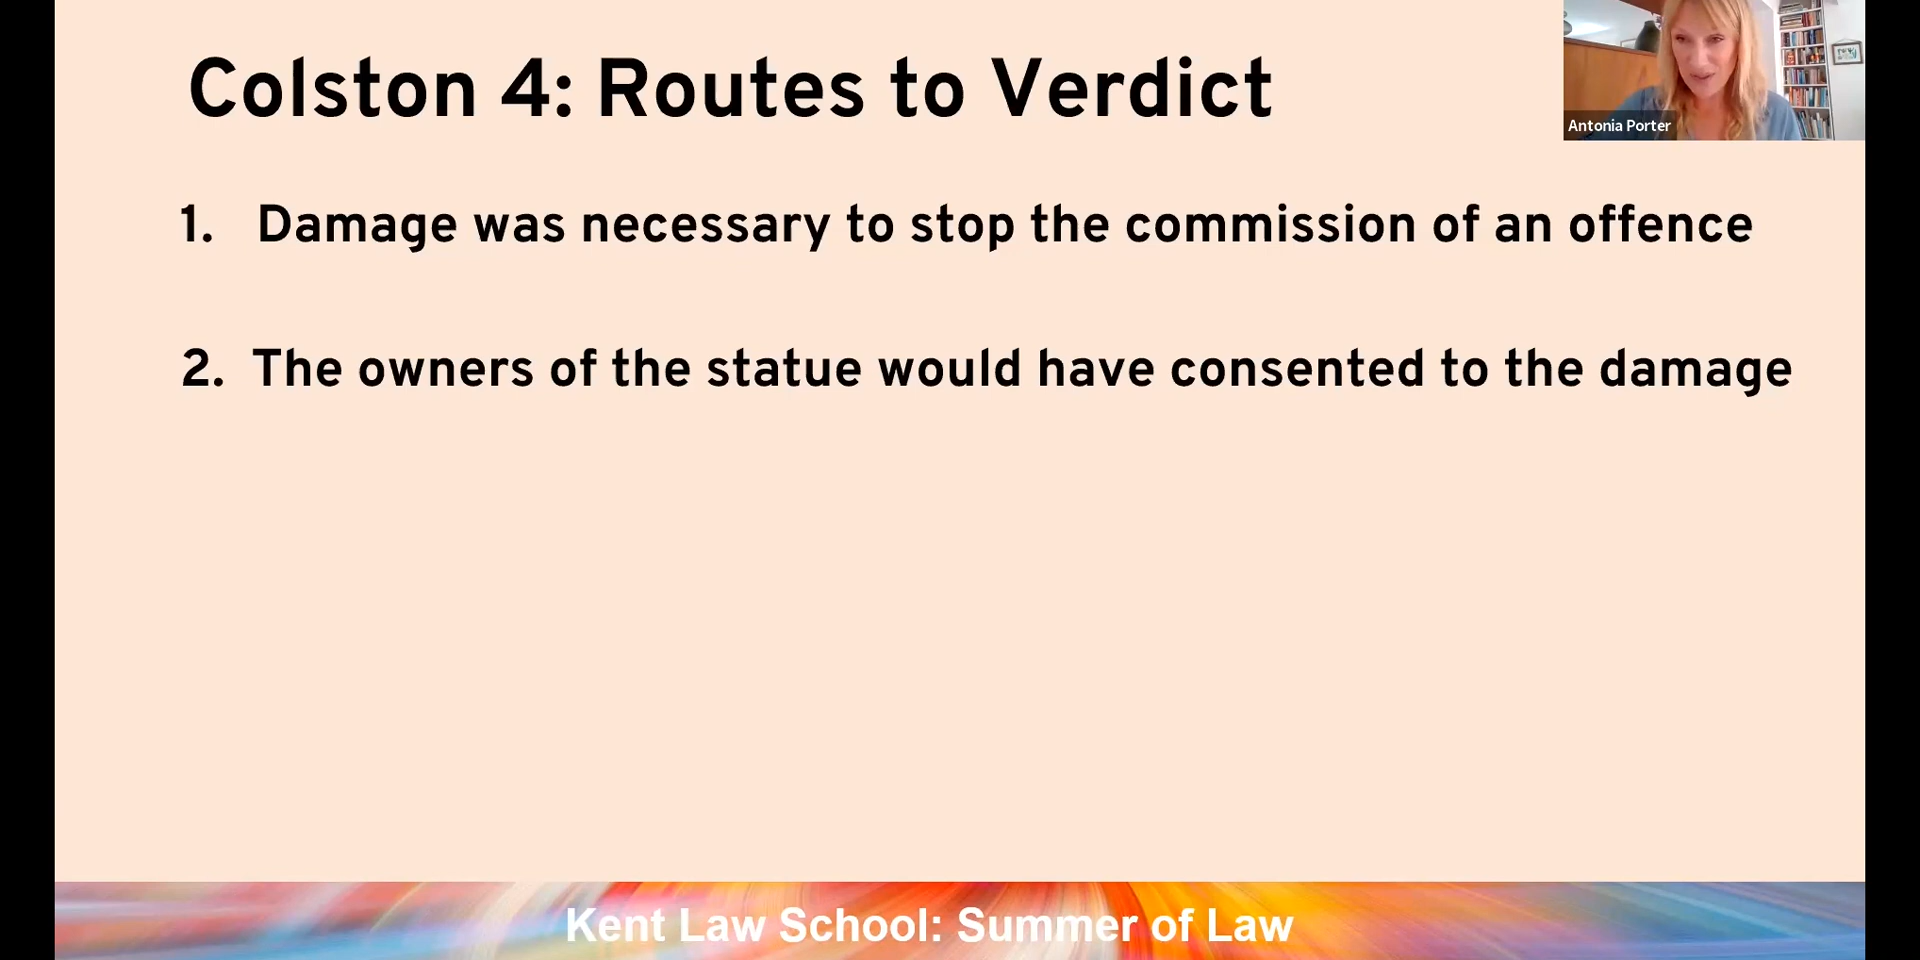 Colston 4: Routes to Verdict
Antonia Porter
1. Damage was necessary to stop the commission of an offence
2. The owners of the statue would have consented to the damage
Kent Law School: Summer of Law